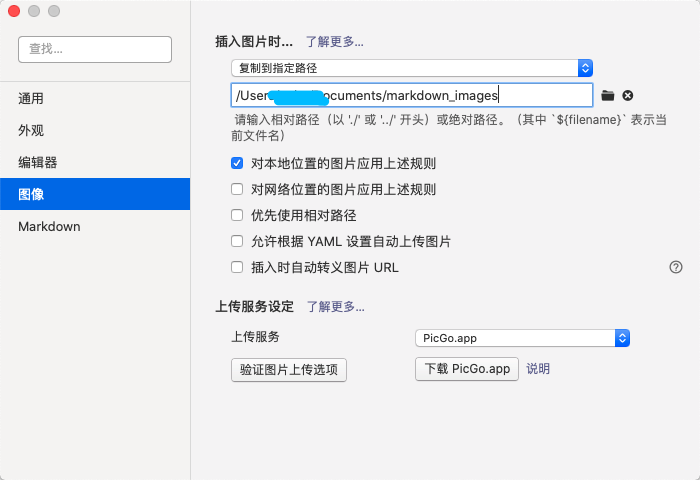 查找...
通用
外观
编辑器
图像
Markdown
插入图片时... 了解更多...
复制到指定路径
/User ocuments/markdown_images
请输入相对路径（以 './' 或 '../' 开头）或绝对路径。（其中 `${filename}` 表示当
前文件名）
对本地位置的图片应用上述规则
对网络位置的图片应用上述规则
优先使用相对路径
允许根据 YAML 设置自动上传图片
插入时自动转义图片 URL
上传服务设定 了解更多...
上传服务 PicGo.app
验证图片上传选项 下载 PicGo.app 说明